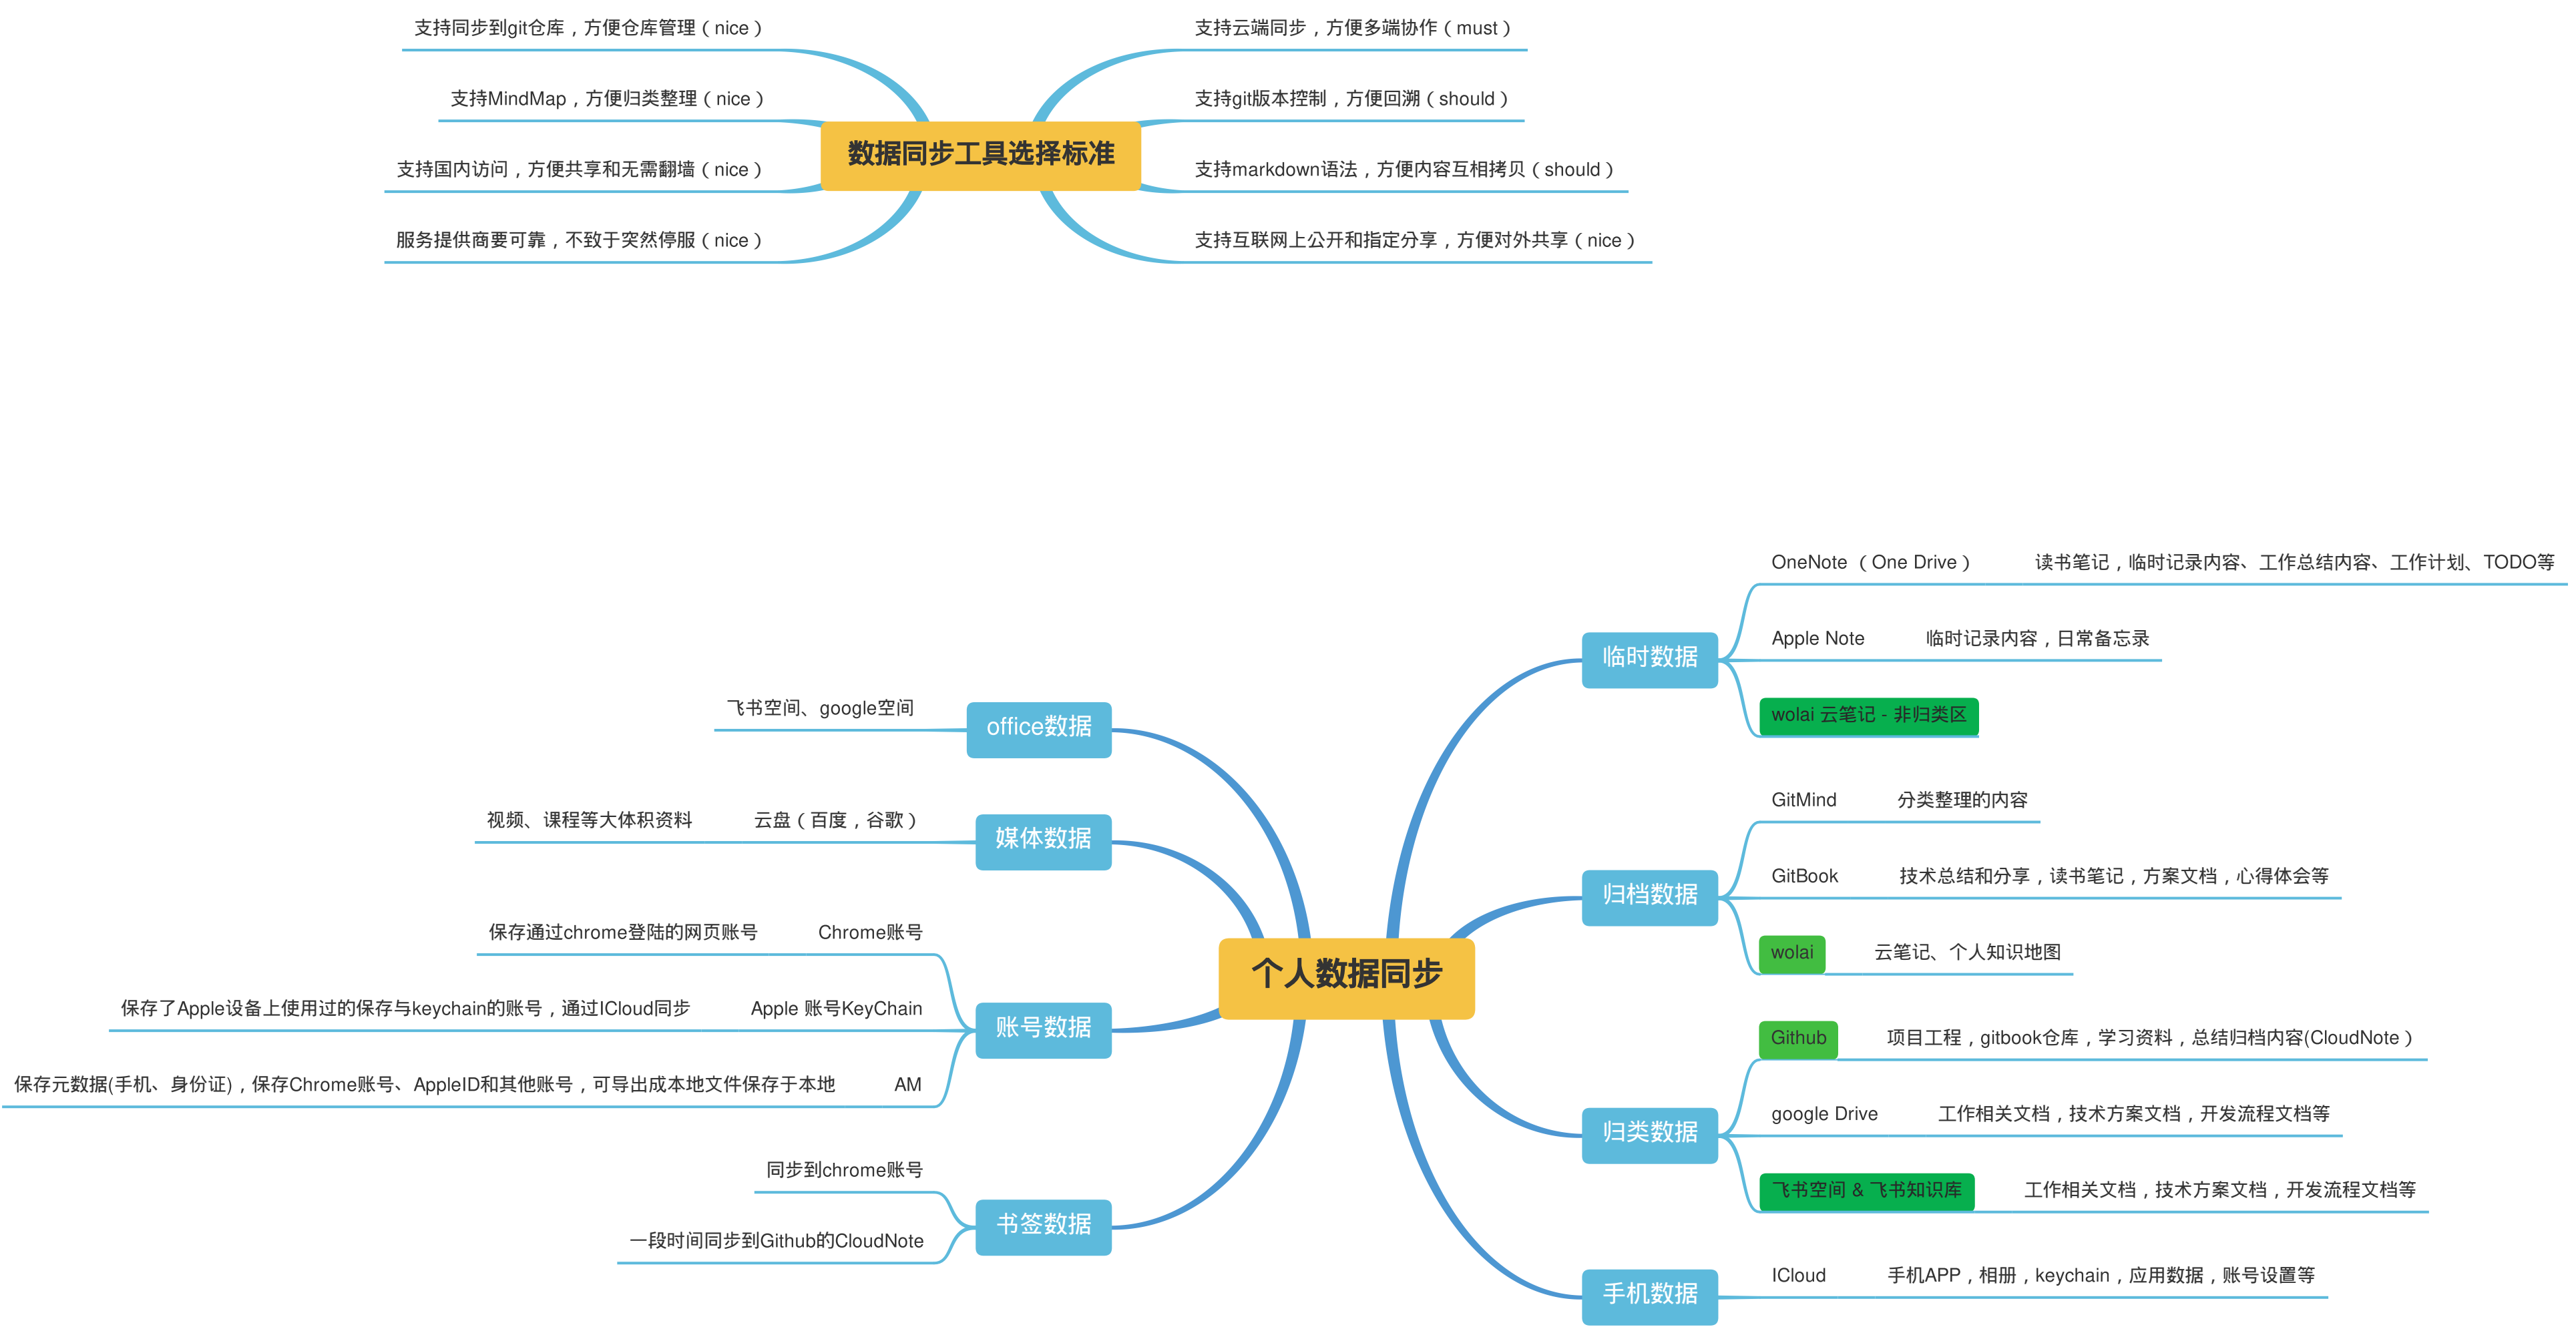 支持同步到git仓库，方便仓库管理（nice）
支持MindMap，方便归类整理（nice）
支持国内访问，方便共享和无需翻墙（nice）
服务提供商要可靠，不致于突然停服（nice）
数据同步工具选择标准
支持云端同步，方便多端协作（must）
支持git版本控制，方便回溯（should）
支持markdown语法，方便内容互相拷贝（should）
支持互联网上公开和指定分享，方便对外共享（nice）
个人数据同步
office数据
飞书空间、google空间
媒体数据
云盘（百度，谷歌）
视频、课程等大体积资料
账号数据
Chrome账号
保存通过chrome登陆的网页账号
Apple 账号KeyChain
保存了Apple设备上使用过的保存与keychain的账号，通过ICloud同步
AM
保存元数据(手机、身份证)，保存Chrome账号、AppleID和其他账号，可导出成本地文件保存于本地
书签数据
同步到chrome账号
一段时间同步到Github的CloudNote
临时数据
OneNote （One Drive）
读书笔记，临时记录内容、工作总结内容、工作计划、TODO等
Apple Note
临时记录内容，日常备忘录
wolai 云笔记 - 非归类区
归档数据
GitMind
分类整理的内容
GitBook
技术总结和分享，读书笔记，方案文档，心得体会等
wolai
云笔记、个人知识地图
归类数据
Github
项目工程，gitbook仓库，学习资料，总结归档内容(CloudNote）
google Drive
工作相关文档，技术方案文档，开发流程文档等
飞书空间 & 飞书知识库
工作相关文档，技术方案文档，开发流程文档等
手机数据
ICloud
手机APP，相册，keychain，应用数据，账号设置等